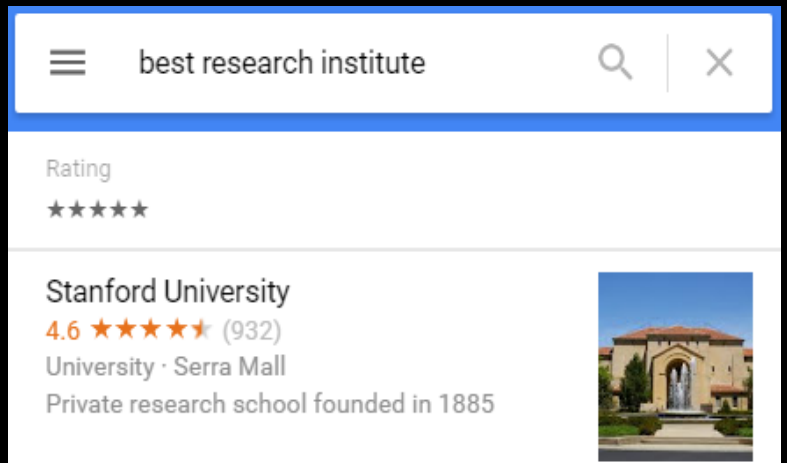 best research institute
Rating
Stanford University
4.6 (932)
University · Serra Mall
Private research school founded in 1885